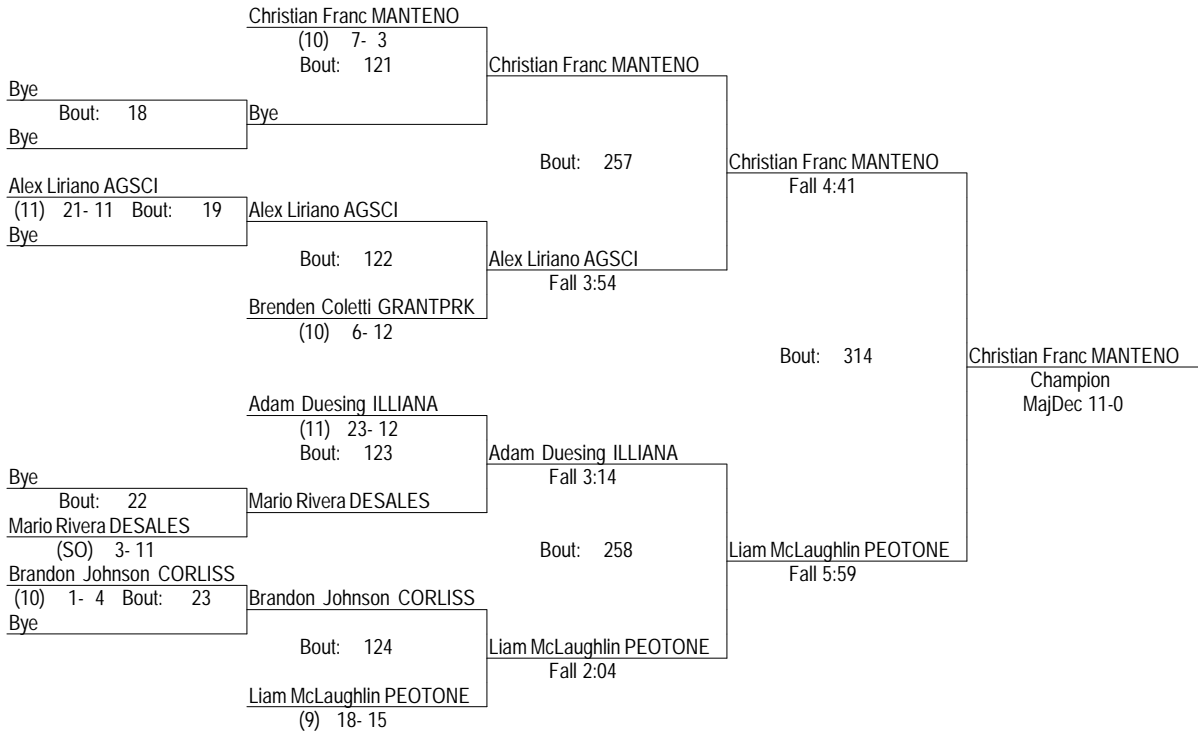 Christian Franc MANTENO
(10) 7- 3
Bout: 121
Christian Franc MANTENO
Bye
Bout: 18
Bye
Bye
Bout: 257
Christian Franc MANTENO
Fall 4:41
Alex Liriano AGSCI
(11) 21- 11 Bout: 19
Alex Liriano AGSCI
Bye
Bout: 122
Alex Liriano AGSCI
Fall 3:54
Brenden Coletti GRANTPRK
(10) 6- 12
Bout: 314
Christian Franc MANTENO
Champion
MajDec 11-0
Adam Duesing ILLIANA
(11) 23- 12
Bout: 123
Adam Duesing ILLIANA
Fall 3:14
Bye
Bout: 22
Mario Rivera DESALES
Mario Rivera DESALES
(SO) 3- 11
Bout: 258
Liam McLaughlin PEOTONE
Fall 5:59
Brandon Johnson CORLISS
(10) 1- 4 Bout: 23
Brandon Johnson CORLISS
Bye
Bout: 124
Liam McLaughlin PEOTONE
Fall 2:04
Liam McLaughlin PEOTONE
(9) 18- 15